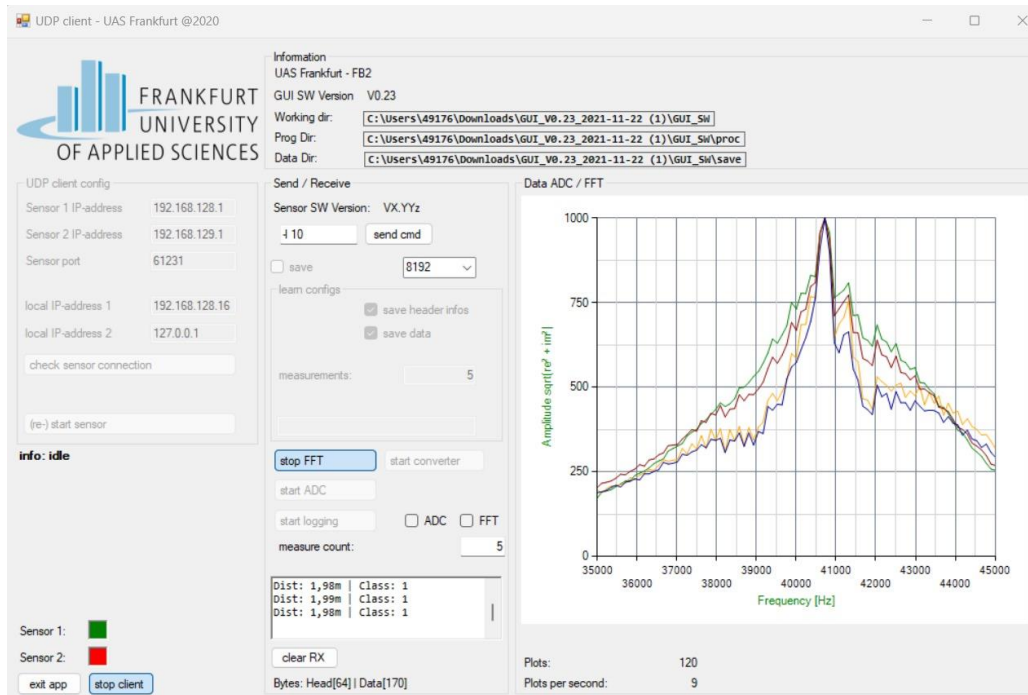 UDP client - UAS Frankfurt @2020
FRANKFURT
UNIVERSITY
OF APPLIED SCIENCES
Information
UAS Frankfurt - FB2
GUI SW Version V0.23
Working dir: C:\Users\49176\Downloads\GUI_V0.23_2021-11-22 (1)\GUI_SW
Prog Dir: C:\Users\49176\Downloads\GUI_V0.23_2021-11-22 (1)\GUI_SW\proc
Data Dir: C:\Users\49176\Downloads\GUI_V0.23_2021-11-22 (1)\GUI_SW\save
UDP client config
Sensor 1 IP-address 192.168.128.1
Sensor 2 IP-address 192.168.129.1
Sensor port 61231
local IP-address 1 192.168.128.16
local IP-address 2 127.0.0.1
check sensor connection
(re-) start sensor
info: idle
Sensor 1:
Sensor 2:
exit app stop client
Send / Receive
Sensor SW Version: VX.YYz
-l 10 send cmd
save 8192
learn configs
save header infos
save data
measurements: 5
stop FFT start converter
start ADC
start logging ADC FFT
measure count: 5
Dist: 1,98m | Class: 1
Dist: 1,99m | Class: 1
Dist: 1,98m | Class: 1
clear RX
Bytes: Head[64] | Data[170]
Data ADC / FFT
1000
750
500
250
0
Amplitude sqrt[re² + im²]
35000 37000 39000 41000 43000 45000
36000 38000 40000 42000 44000
Frequency [Hz]
Plots: 120
Plots per second: 9